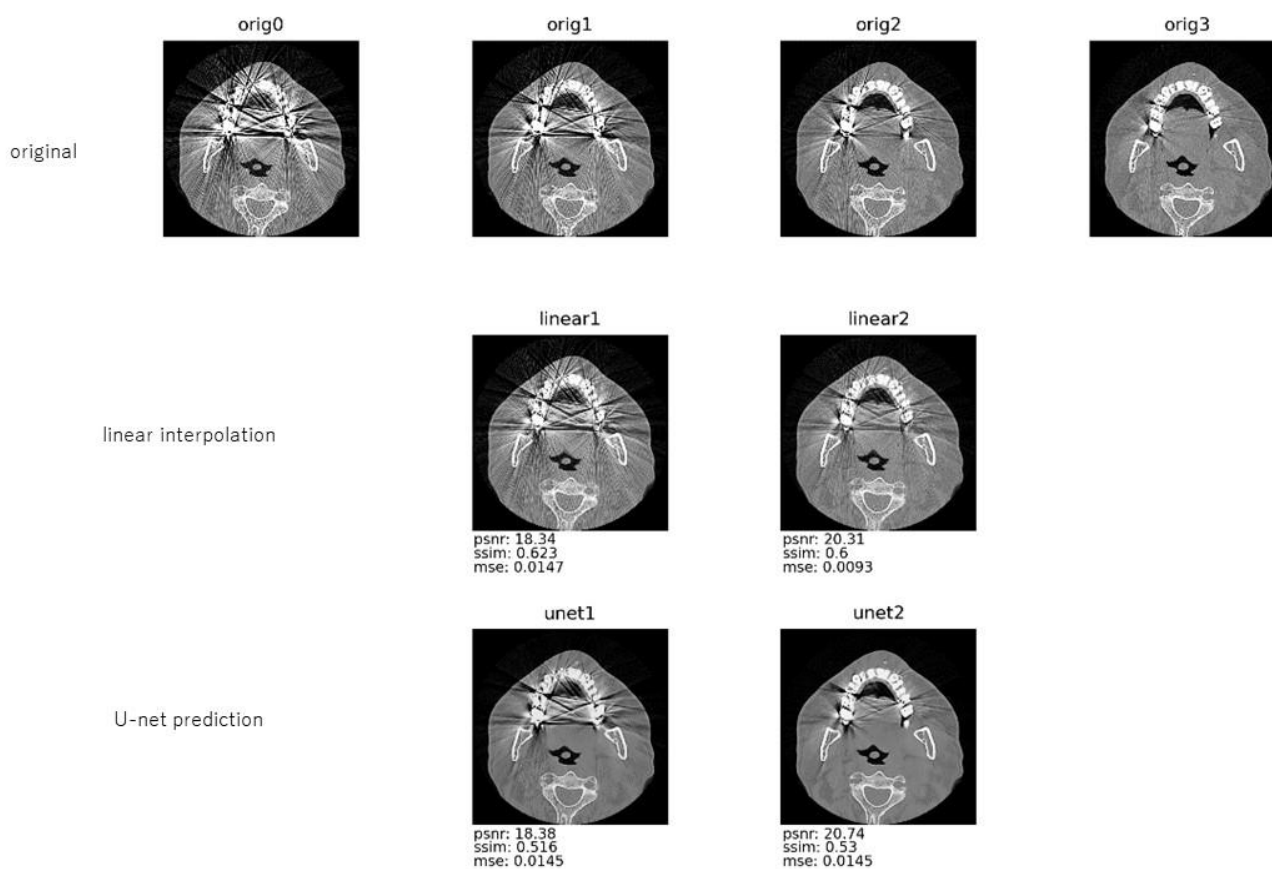 orig0
orig1
orig2
orig3
original
linear1
linear2
linear interpolation
psnr: 18.34
ssim: 0.623
mse: 0.0147
psnr: 20.31
ssim: 0.6
mse: 0.0093
unet1
unet2
U-net prediction
psnr: 18.38
ssim: 0.516
mse: 0.0145
psnr: 20.74
ssim: 0.53
mse: 0.0145